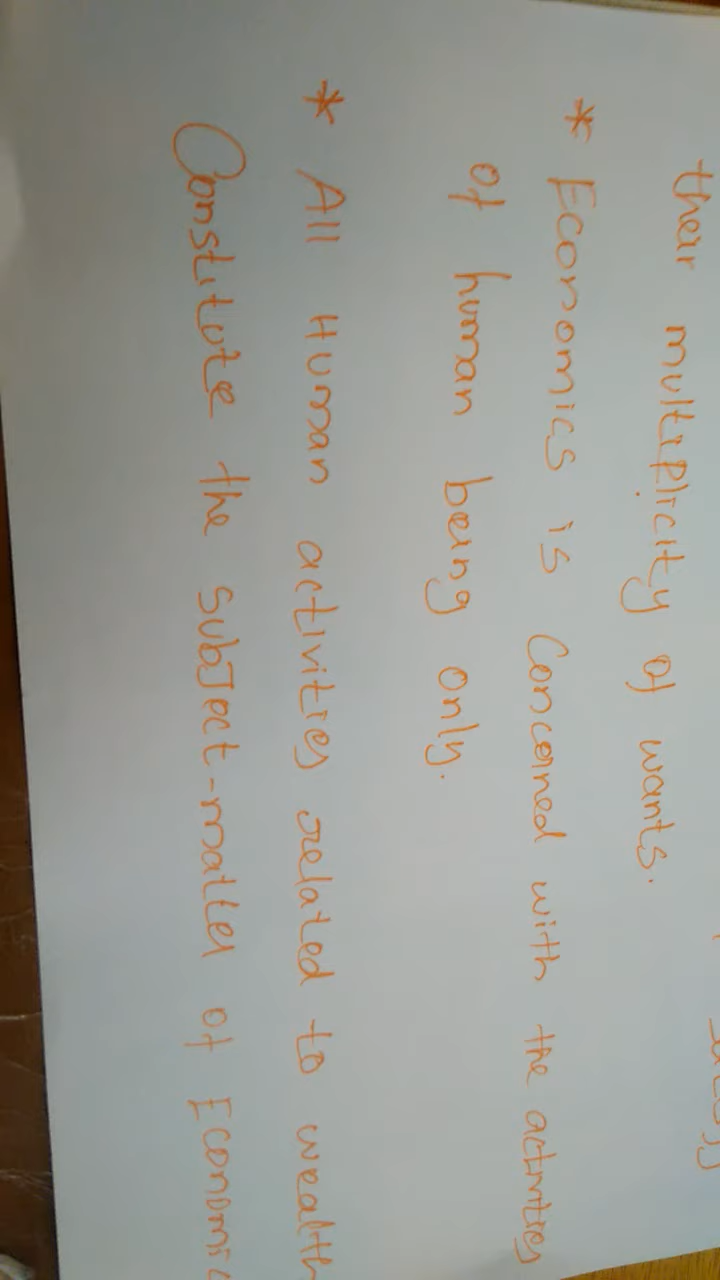 their multiplicity of wants.
* Economics is Concerned with the activities
of human being only.
* All Human activities related to wealth
Constitute the subject-matter of Economic